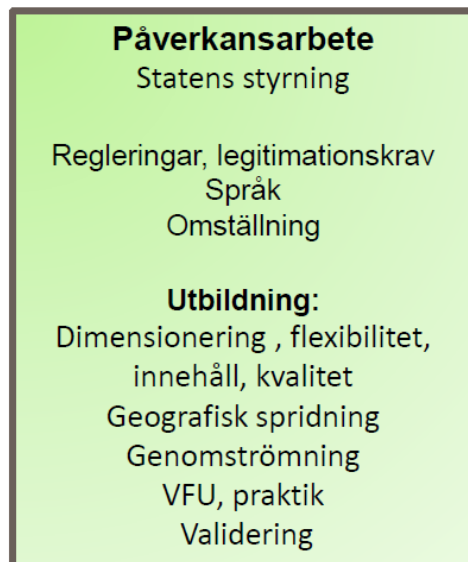 Påverkansarbete
Statens styrning
Regleringar, legitimationskrav
Språk
Omställning
Utbildning:
Dimensionering , flexibilitet,
innehåll, kvalitet
Geografisk spridning
Genomströmning
VFU, praktik
Validering